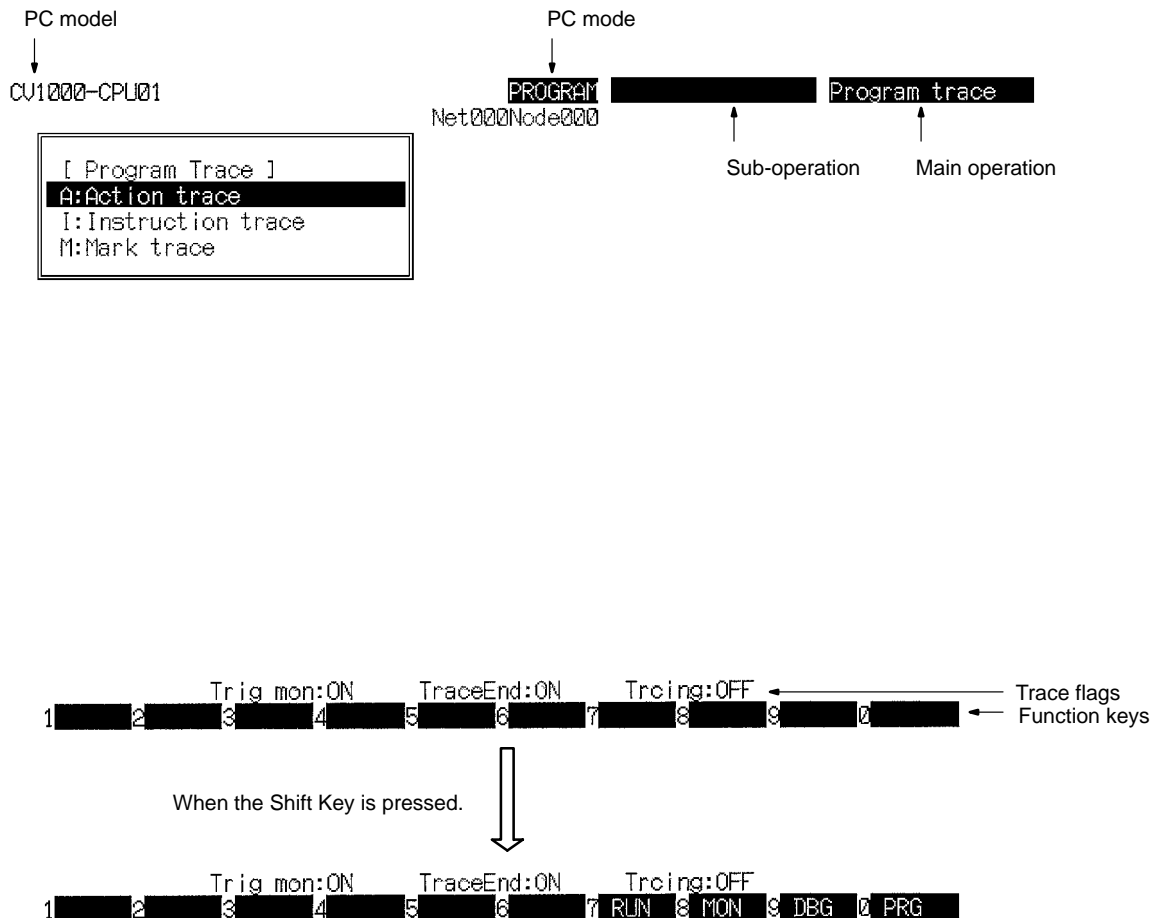 PC model
PC mode
CV1000-CPU01
PROGRAM
Program trace
Net000Node000
Sub-operation
Main operation
[ Program Trace ]
A:Action trace
I:Instruction trace
M:Mark trace
Trig mon:ON TraceEnd:ON Trcing:OFF
Trace flags
1 2 3 4 5 6 7 8 9 0
Function keys
When the Shift Key is pressed.
Trig mon:ON TraceEnd:ON Trcing:OFF
1 2 3 4 5 6 7 RUN 8 MON 9 DBG 0 PRG